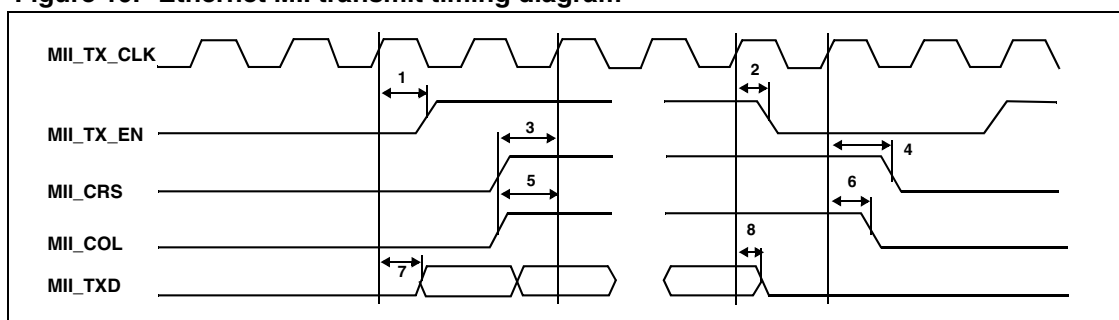 Figure 10. Ethernet MII transmit timing diagram
MII_TX_CLK
1
2
MII_TX_EN
3
4
MII_CRS
5
6
MII_COL
8
7
MII_TXD